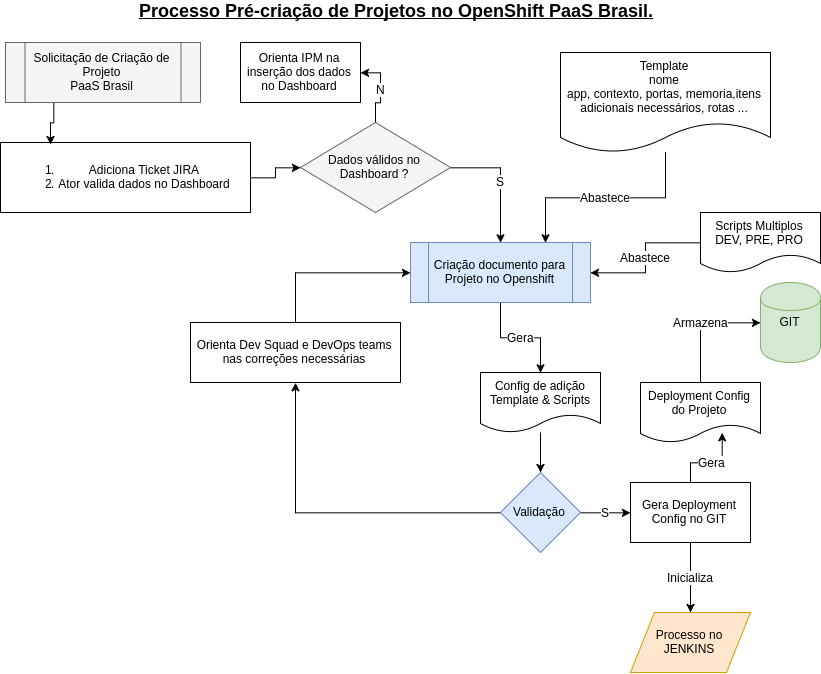 Processo Pré-criação de Projetos no OpenShift PaaS Brasil.
Solicitação de Criação de
Projeto
PaaS Brasil
Orienta IPM na
inserção dos dados
no Dashboard
Template
nome
app, contexto, portas, memoria,itens
adicionais necessários, rotas ...
N
1. Adiciona Ticket JIRA
2. Ator valida dados no Dashboard
Dados válidos no
Dashboard ?
S
Abastece
Scripts Multiplos
DEV, PRE, PRO
Abastece
Criação documento para
Projeto no Openshift
Armazena
GIT
Orienta Dev Squad e DevOps teams
nas correções necessárias
Gera
Config de adição
Template & Scripts
Deployment Config
do Projeto
Gera
Validação
S
Gera Deployment
Config no GIT
Inicializa
Processo no
JENKINS